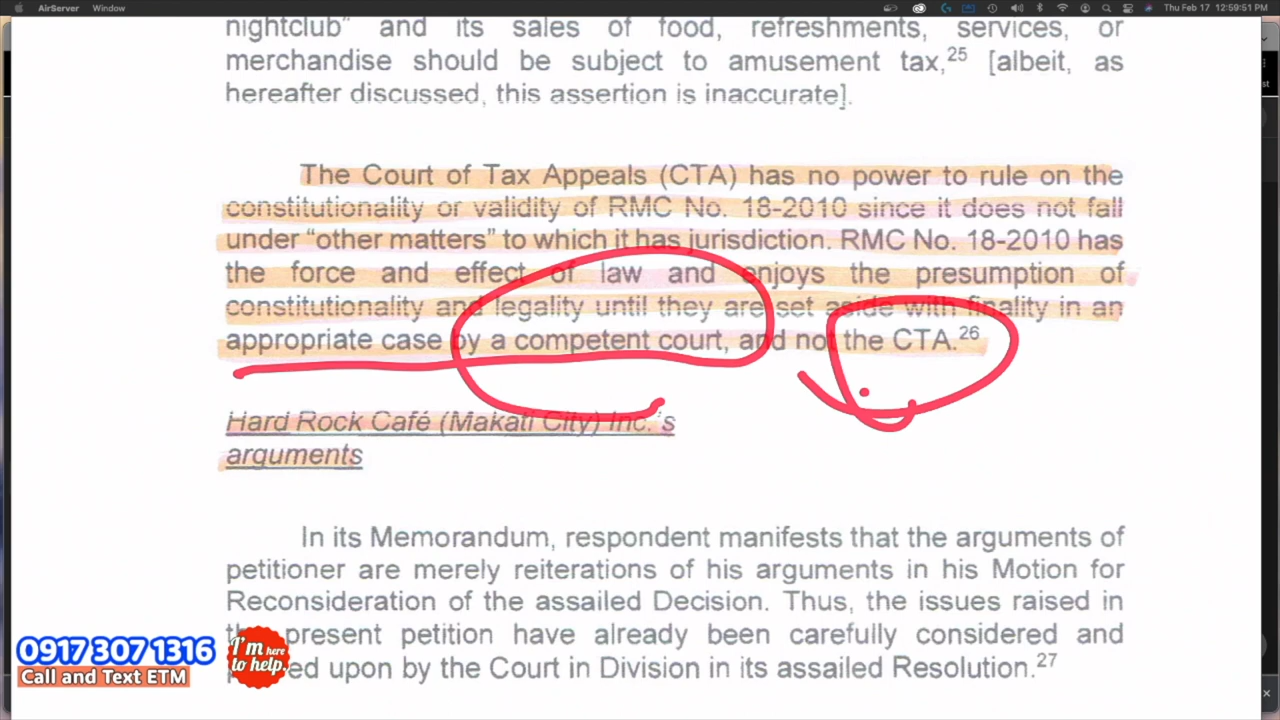 AirServer Window Thu Feb 17 12:59:51 PM
nightclub" and its sales of food, refreshments, services, or
merchandise should be subject to amusement tax,25 [albeit, as
hereafter discussed, this assertion is inaccurate].
The Court of Tax Appeals (CTA) has no power to rule on the
constitutionality or validity of RMC No. 18-2010 since it does not fall
under "other matters" to which it has jurisdiction. RMC No. 18-2010 has
the force and effect of law and enjoys the presumption of
constitutionality and legality until they are set aside with finality in an
appropriate case by a competent court, and not the CTA.26
Hard Rock Café (Makati City) Inc.'s
arguments
In its Memorandum, respondent manifests that the arguments of
petitioner are merely reiterations of his arguments in his Motion for
Reconsideration of the assailed Decision. Thus, the issues raised in
the present petition have already been carefully considered and
upon by the Court in Division in its assailed Resolution.27
0917 307 1316
Call and Text ETM
I'm here
to help.